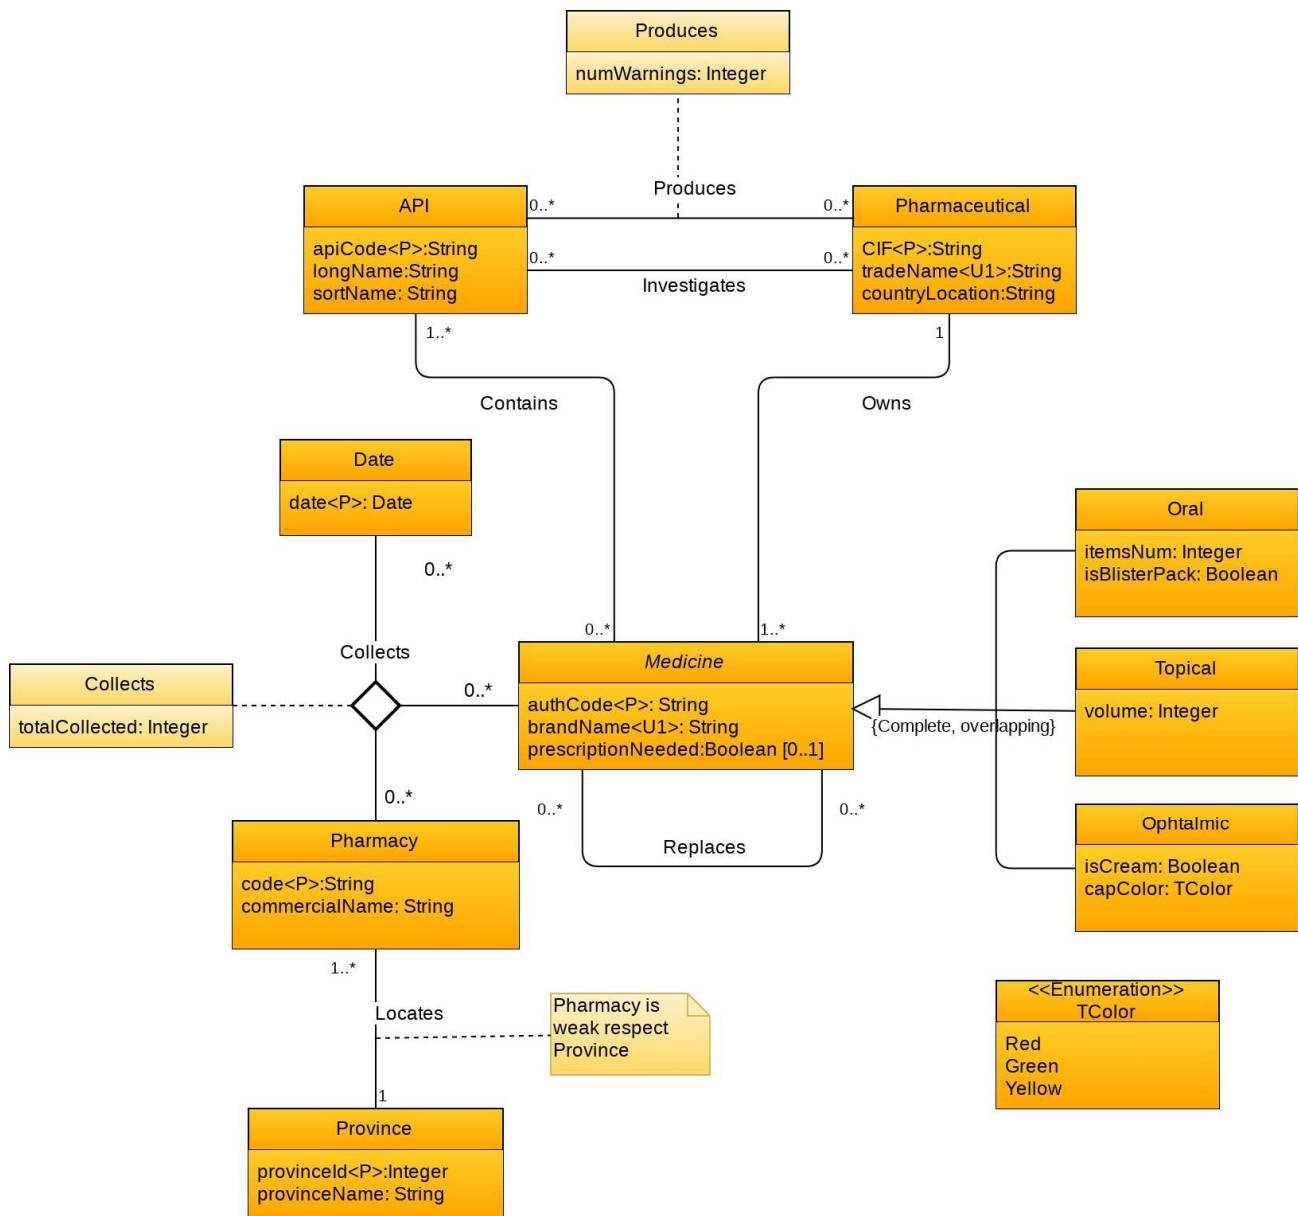 Produces
numWarnings: Integer
Produces
API
apiCode<P>:String
longName:String
sortName: String
0..*
0..*
Pharmaceutical
CIF<P>:String
tradeName<U1>:String
countryLocation:String
0..*
0..*
Investigates
1..*
1
Contains
Owns
Date
date<P>: Date
0..*
Oral
itemsNum: Integer
isBlisterPack: Boolean
0..*
1..*
Collects
Collects
totalCollected: Integer
0..*
Medicine
authCode<P>: String
brandName<U1>: String
prescriptionNeeded:Boolean [0..1]
{Complete, overlapping}
Topical
volume: Integer
0..*
0..*
0..*
Replaces
Pharmacy
code<P>:String
commercialName: String
Ophtalmic
isCream: Boolean
capColor: TColor
1..*
Locates
Pharmacy is
weak respect
Province
<<Enumeration>>
TColor
Red
Green
Yellow
1
Province
provinceId<P>:Integer
provinceName: String